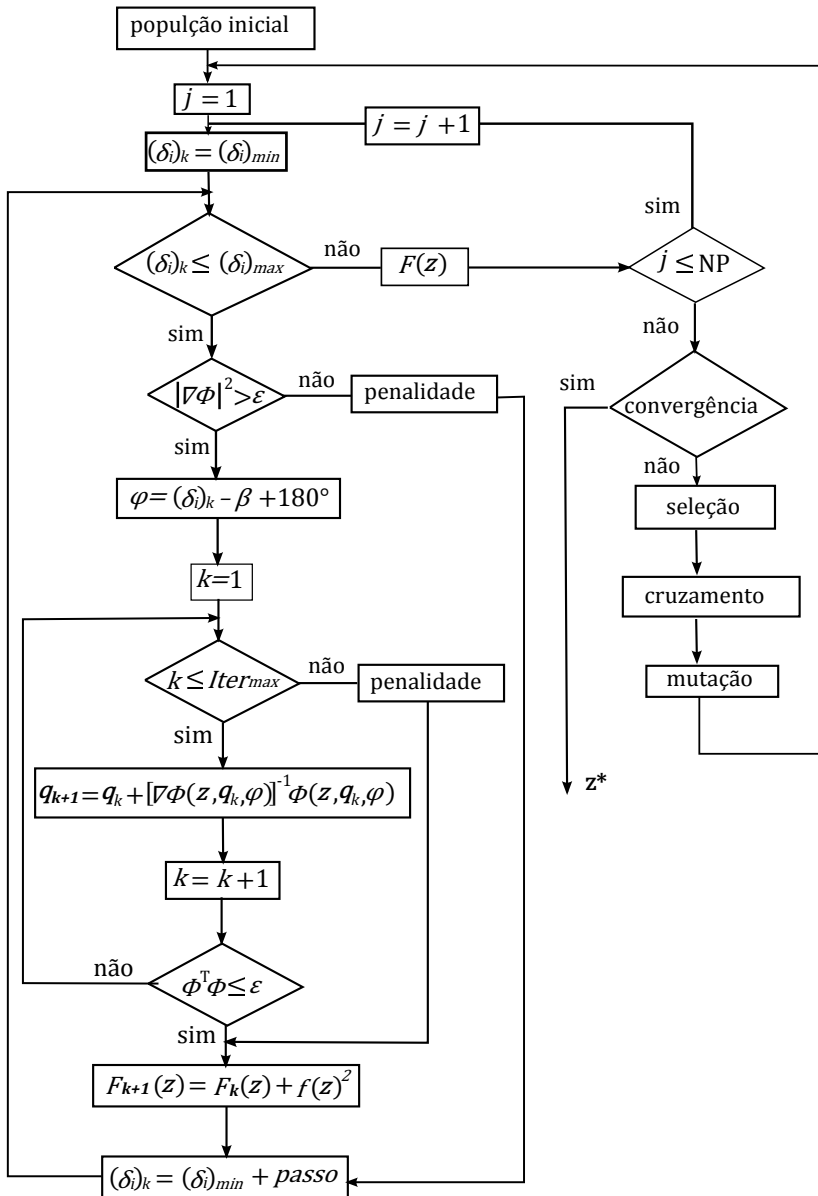 populção inicial
j = 1
j = j +1
(δi)k = (δi)min
sim
(δi)k ≤ (δi)max
não
F(z)
j ≤ NP
sim
não
|∇Φ|²>ε
não
penalidade
sim
convergência
sim
não
φ= (δi)k - β +180°
seleção
k=1
cruzamento
k ≤ Itermax
não
penalidade
mutação
sim
qk+1= qk + [∇Φ(z,qk,φ)]⁻¹Φ(z,qk,φ)
z*
k = k +1
não
ΦᵀΦ ≤ ε
sim
Fk+1(z) = Fk(z) + f(z)²
(δi)k = (δi)min + passo